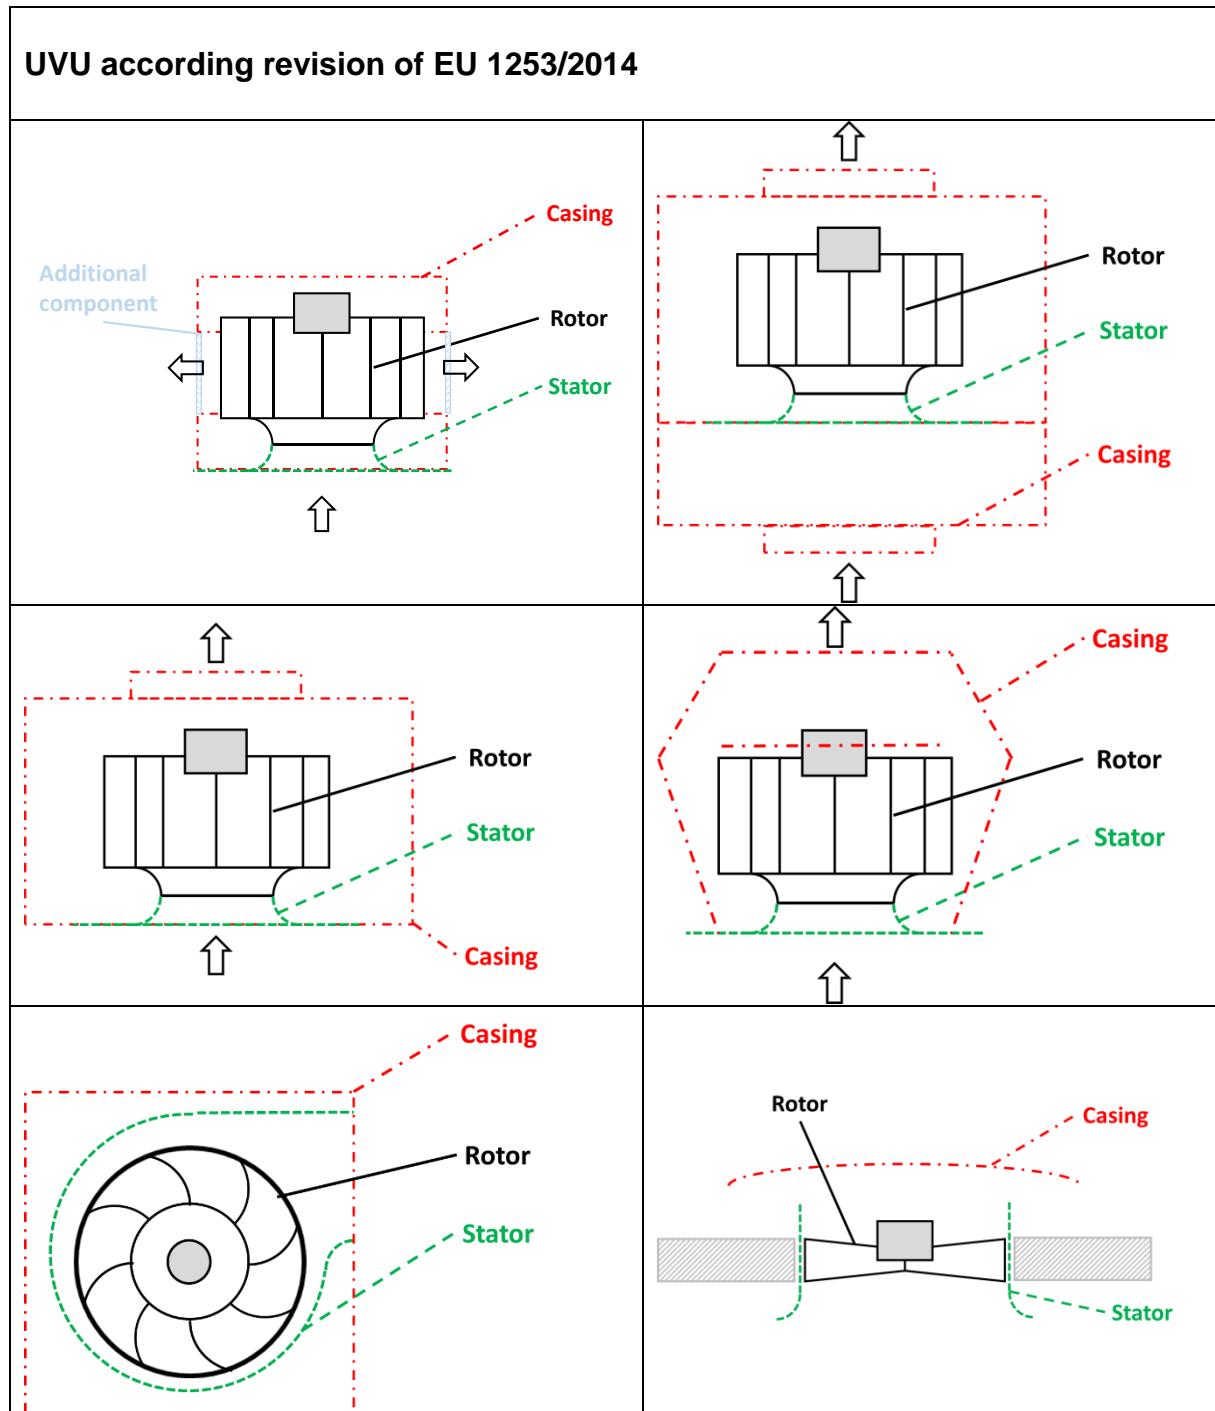 UVU according revision of EU 1253/2014
Casing
Additional
component
Rotor
Stator
Rotor
Stator
Casing
Rotor
Stator
Casing
Casing
Rotor
Stator
Casing
Rotor
Stator
Rotor
Casing
Stator